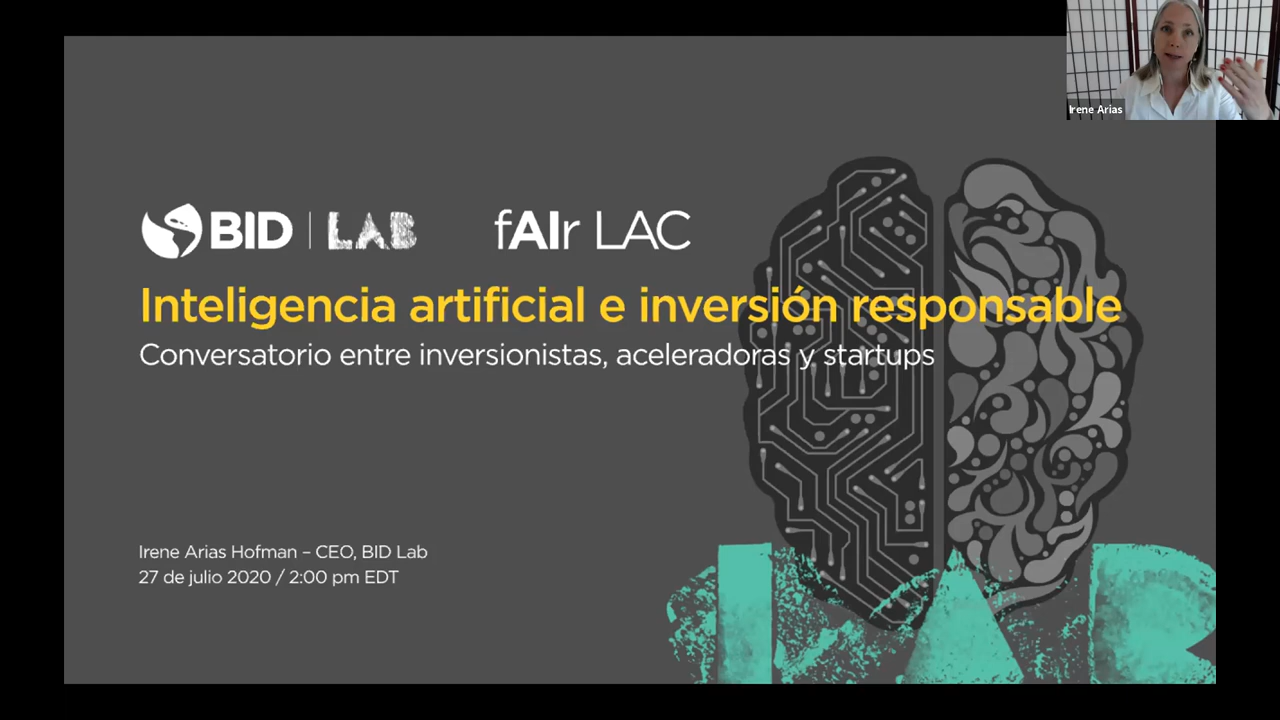 Irene Arias
BID | LAB
fAIr LAC
Inteligencia artificial e inversión responsable
Conversatorio entre inversionistas, aceleradoras y startups
Irene Arias Hofman – CEO, BID Lab
27 de julio 2020 / 2:00 pm EDT
LAB